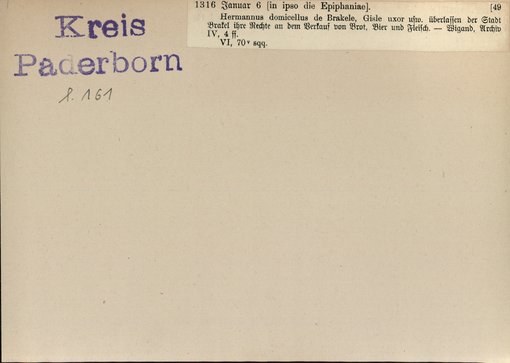 Kreis
Paderborn
S. 161
1316 Januar 6 [in ipso die Epiphaniae]. [49
Hermannus domicellus de Brakele, Gisle uxor usw. überlassen der Stadt
Brakel ihre Rechte an dem Verkauf von Brot, Bier und Fleisch. — Wigand, Archiv
IV, 4 ff.
VI, 70ᵛ sqq.